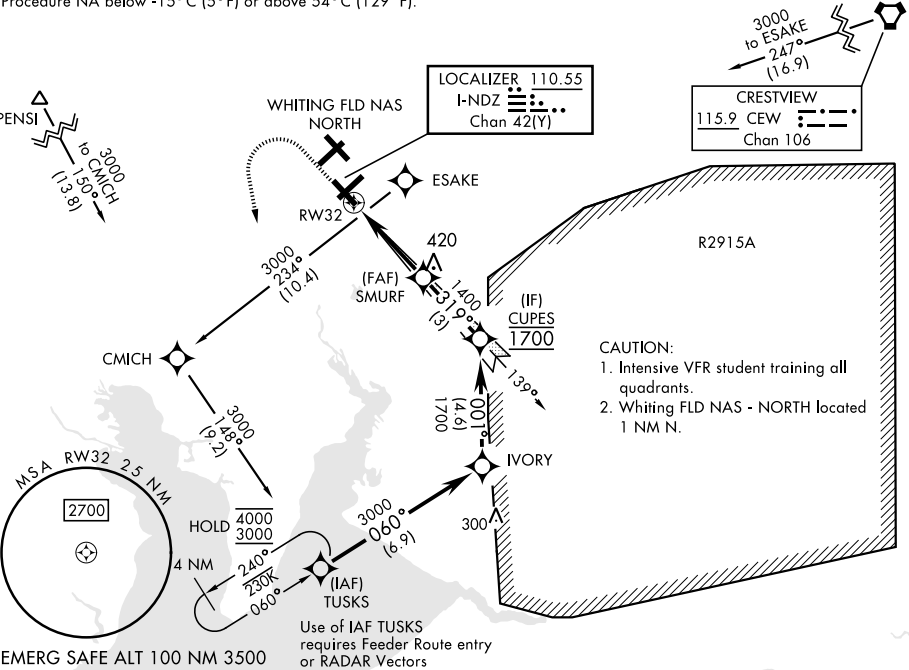 Procedure NA below -15°C (5°F) or above 54°C (129°F).
3000
to ESAKE
247°
(16.9)
LOCALIZER 110.55
I-NDZ
Chan 42(Y)
CRESTVIEW
115.9 CEW
Chan 106
PENSI
3000
to CMICH
150°
(13.8)
WHITING FLD NAS
NORTH
ESAKE
RW32
R2915A
420
3000
234°
(10.4)
(FAF)
SMURF
1400
319°
(3)
(IF)
CUPES
1700
139°
CAUTION:
1. Intensive VFR student training all
quadrants.
2. Whiting FLD NAS - NORTH located
1 NM N.
CMICH
3000
148°
(9.2)
001°
(4.6)
1700
IVORY
MSA RW32 25 NM
2700
HOLD 4000
3000
3000
060°
(6.9)
300
4 NM
240°
230K
060°
(IAF)
TUSKS
Use of IAF TUSKS
requires Feeder Route entry
or RADAR Vectors
EMERG SAFE ALT 100 NM 3500